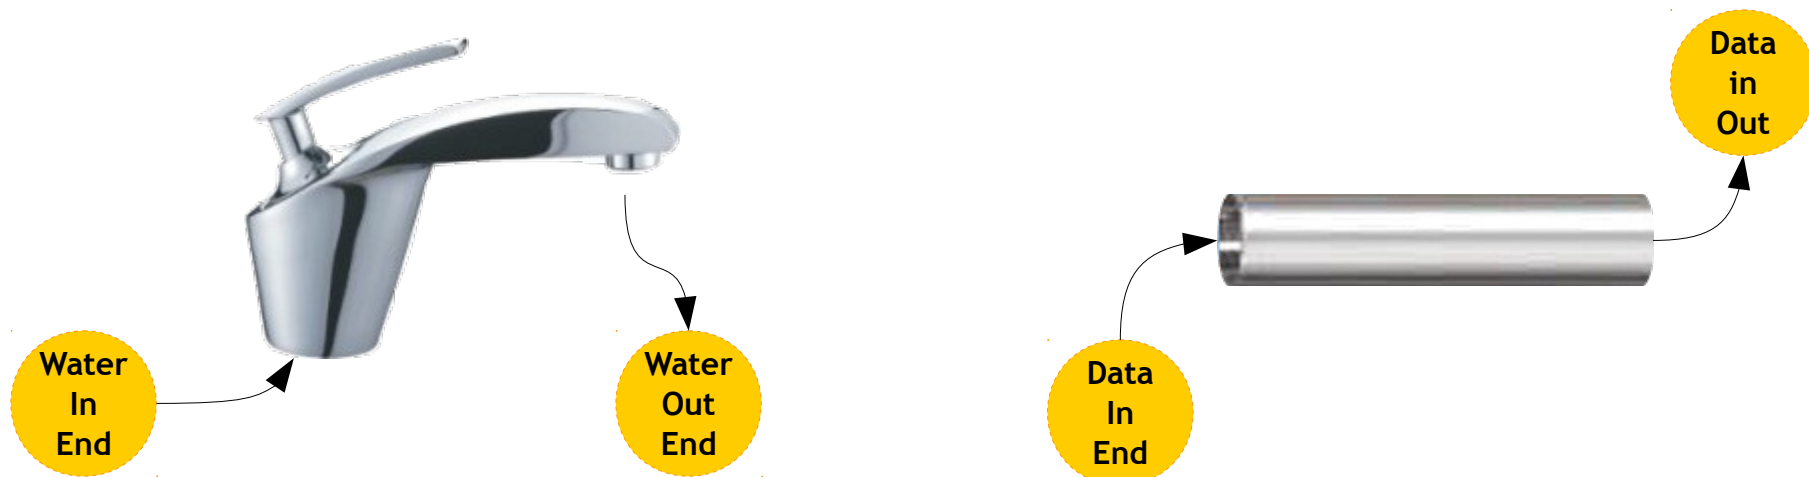 Water
In
End
Water
Out
End
Data
In
End
Data
in
Out